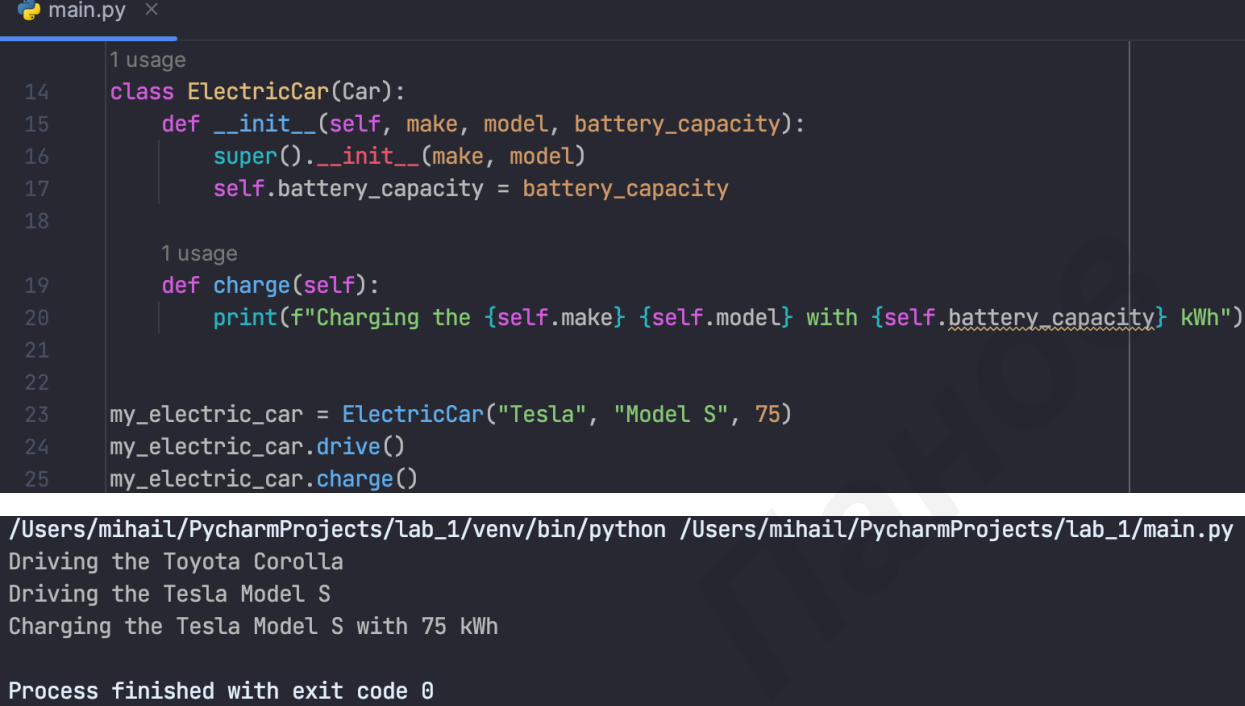 main.py ×
1 usage
14 class ElectricCar(Car):
15     def __init__(self, make, model, battery_capacity):
16         super().__init__(make, model)
17         self.battery_capacity = battery_capacity
18
1 usage
19     def charge(self):
20         print(f"Charging the {self.make} {self.model} with {self.battery_capacity} kWh")
21
22
23 my_electric_car = ElectricCar("Tesla", "Model S", 75)
24 my_electric_car.drive()
25 my_electric_car.charge()
/Users/mihail/PycharmProjects/lab_1/venv/bin/python /Users/mihail/PycharmProjects/lab_1/main.py
Driving the Toyota Corolla
Driving the Tesla Model S
Charging the Tesla Model S with 75 kWh
Process finished with exit code 0